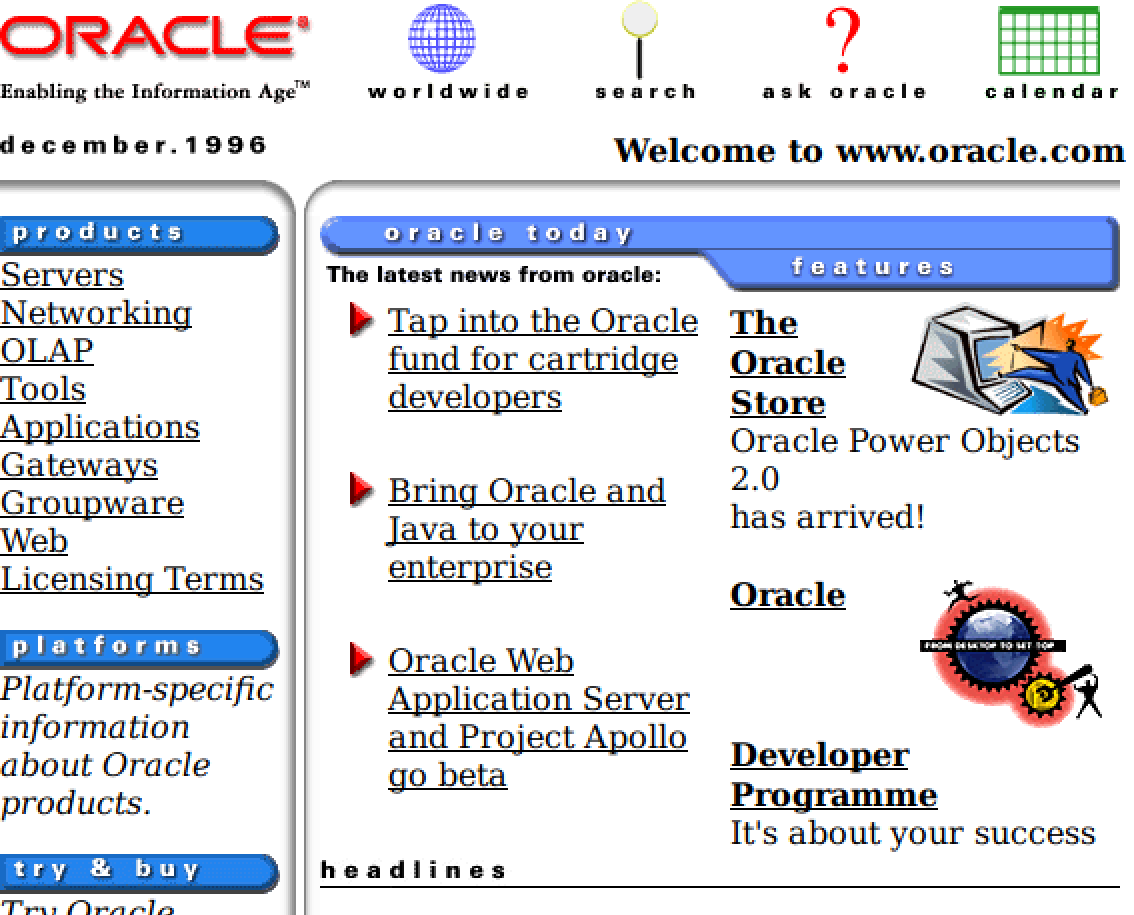 ORACLE®
Enabling the Information Age™
worldwide
search
ask oracle
calendar
december.1996
Welcome to www.oracle.com
products
Servers
Networking
OLAP
Tools
Applications
Gateways
Groupware
Web
Licensing Terms
platforms
Platform-specific
information
about Oracle
products.
try & buy
Try Oracle
oracle today
The latest news from oracle:
Tap into the Oracle
fund for cartridge
developers
Bring Oracle and
Java to your
enterprise
Oracle Web
Application Server
and Project Apollo
go beta
features
The
Oracle
Store
Oracle Power Objects
2.0
has arrived!
Oracle
FROM DESKTOP TO SET TOP
Developer
Programme
It's about your success
headlines